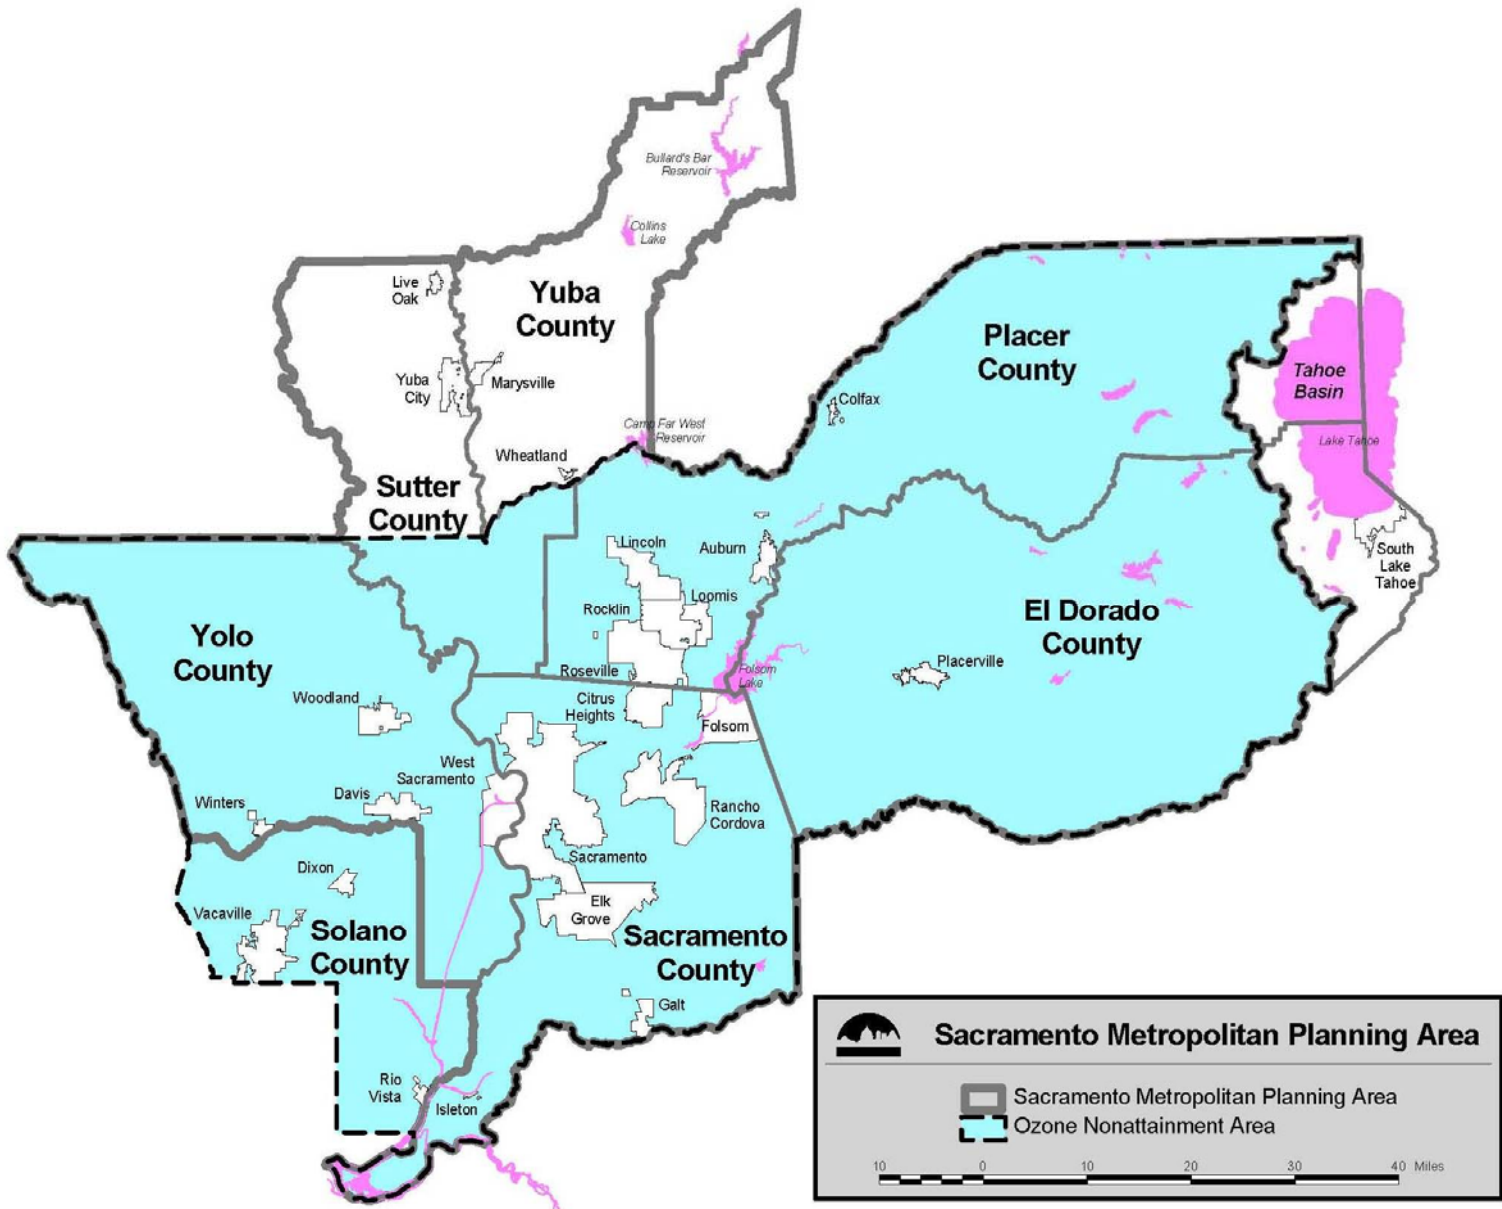 Bullard's Bar
Reservoir
Collins
Lake
Live
Oak
Yuba
County
Placer
County
Tahoe
Basin
Yuba
City
Marysville
Colfax
Camp Far West
Reservoir
Lake Tahoe
Wheatland
Sutter
County
Lincoln
Auburn
South
Lake
Tahoe
Loomis
Rocklin
El Dorado
County
Yolo
County
Placerville
Roseville
Folsom
Lake
Woodland
Citrus
Heights
Folsom
West
Sacramento
Winters
Davis
Rancho
Cordova
Sacramento
Dixon
Elk
Grove
Vacaville
Solano
County
Sacramento
County
Galt
Rio
Vista
Isleton
Sacramento Metropolitan Planning Area
Sacramento Metropolitan Planning Area
Ozone Nonattainment Area
10 0 10 20 30 40 Miles